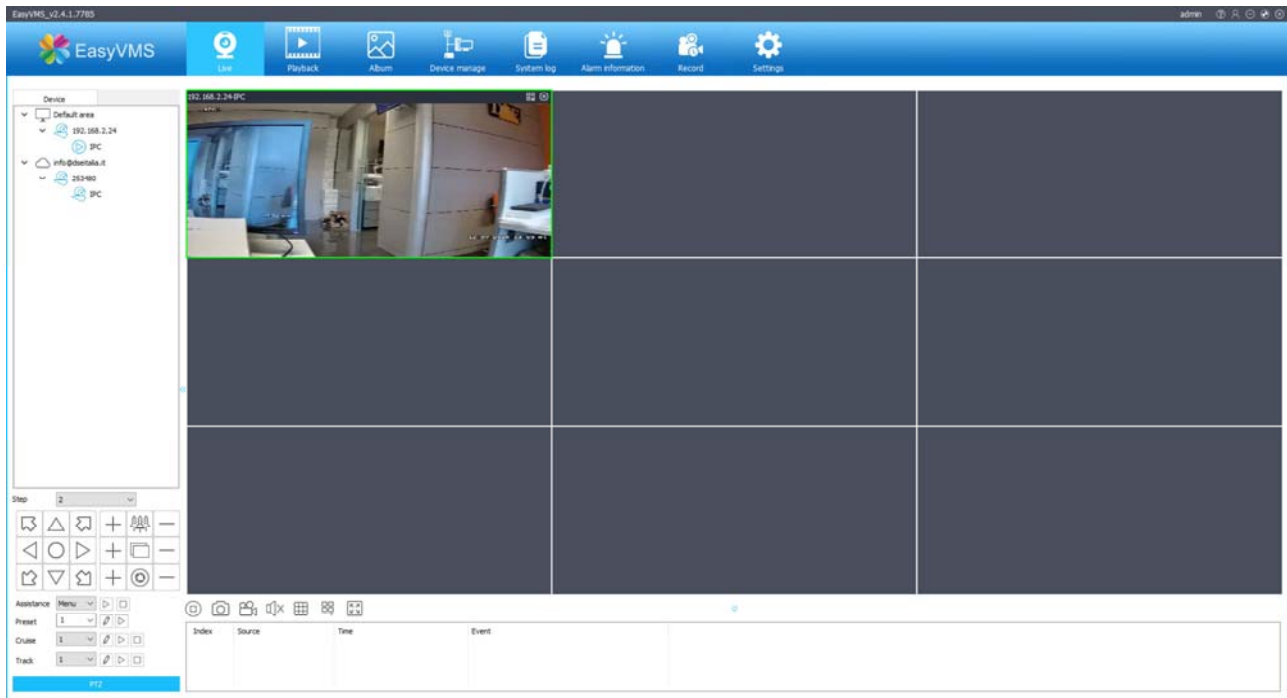 EasyVMS_v2.4.1.7785
admin
EasyVMS
Live
Playback
Album
Device manage
System log
Alarm information
Record
Settings
Device
Default area
192.168.2.24
IPC
info@dseitalia.it
253480
IPC
192.168.2.24-IPC
Step 2
Assistance Menu
Preset 1
Cruise 1
Track 1
PTZ
Index Source Time Event